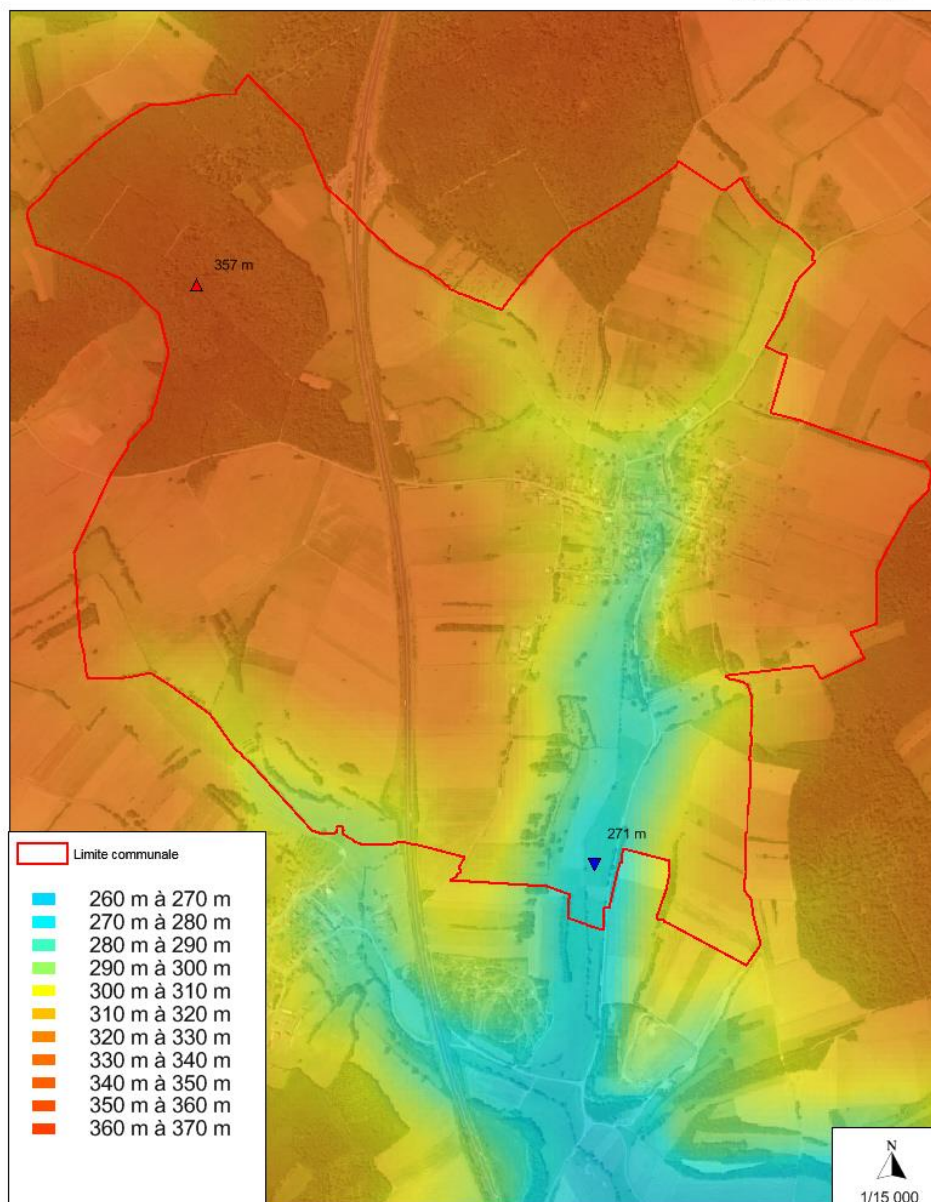 357 m
271 m
Limite communale
260 m à 270 m
270 m à 280 m
280 m à 290 m
290 m à 300 m
300 m à 310 m
310 m à 320 m
320 m à 330 m
330 m à 340 m
340 m à 350 m
350 m à 360 m
360 m à 370 m
N
1/15 000